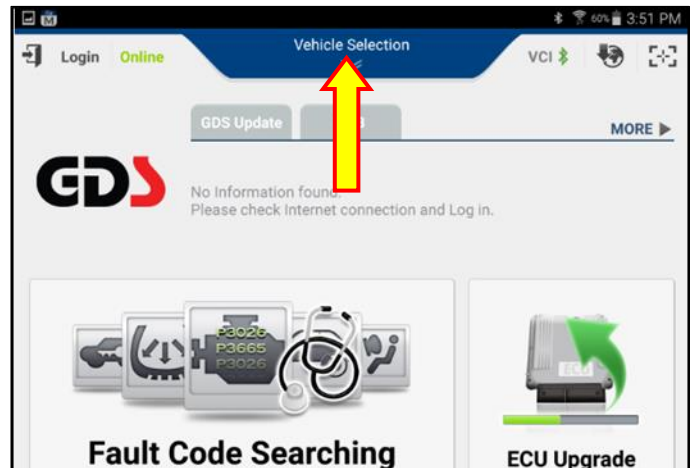 60% 3:51 PM
Login Online Vehicle Selection VCI
GDS Update
MORE
GDS
No Information found.
Please check Internet connection and Log in.
P3026
P3665
P3026
ECU
Fault Code Searching
ECU Upgrade